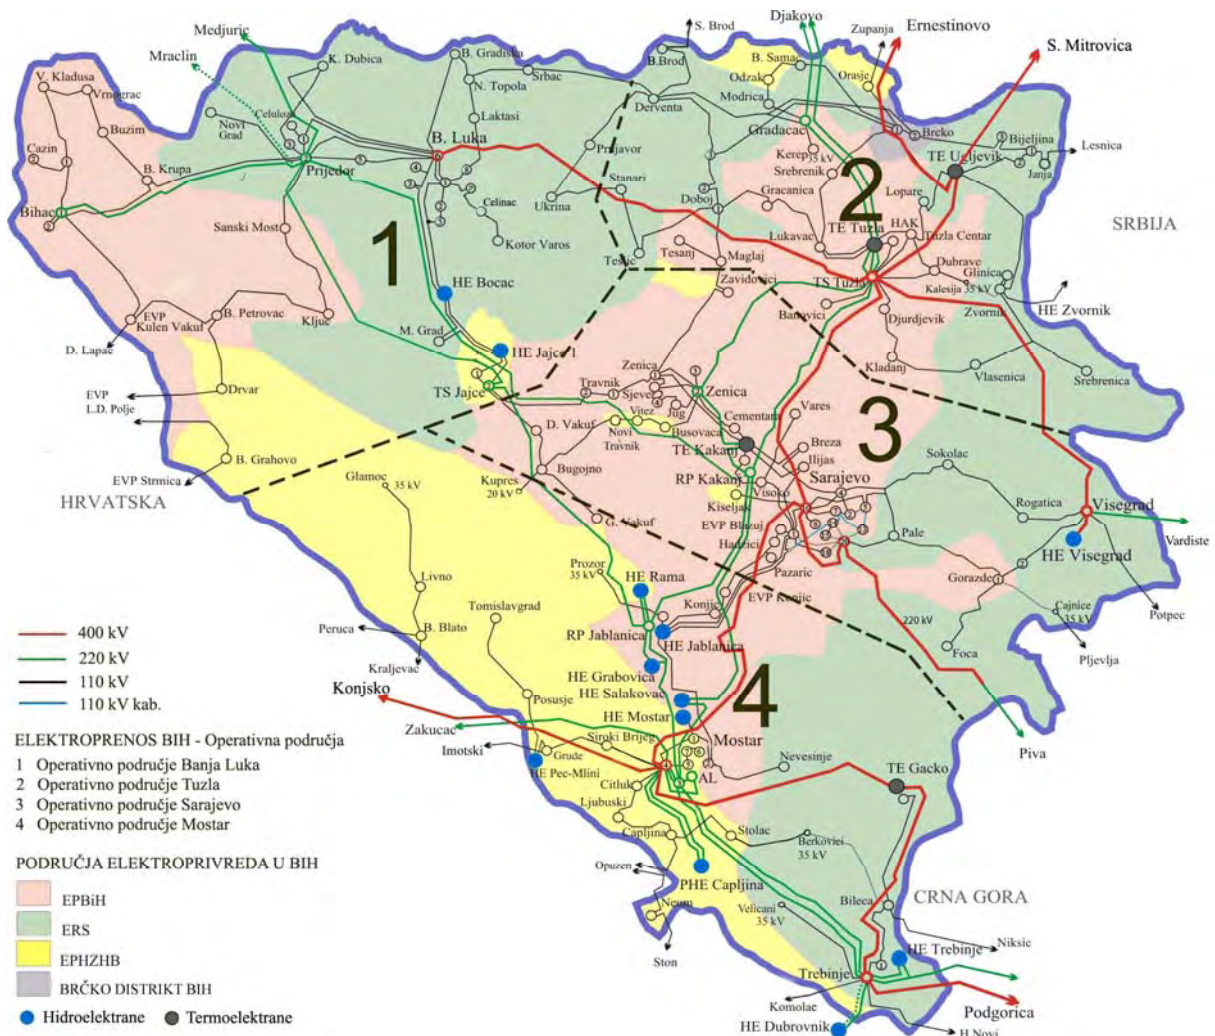 Medjuric
Mraclin
S. Brod
Djakovo
Zupanja
Ernestinovo
S. Mitrovica
K. Dubica
B. Gradiska
Srbac
N. Topola
B.Brod
B. Samac
Odzak
Orasje
Modrica
V. Kladusa
Vrnograc
Buzim
Cazin
B. Krupa
Novi
Grad
Celuloza
Prijedor
Laktasi
B. Luka
Derventa
Prnjavor
Stanari
Ukrina
Celinac
Kotor Varos
Teslic
Doboj
Gradacac
Kerep
35 kV
Srebrenik
Gracanica
Brcko
Bijeljina
Lesnica
Janja
TE Ugljevik
Lopare
SRBIJA
2
Bihac
Sanski Most
1
Lukavac
TE Tuzla
HAK
Tuzla Centar
Tesanj
Maglaj
Zavidovici
TS Tuzla
Dubrave
Kalesija 35 kV
Glinica
Zvornik
HE Zvornik
HE Bocac
Banovici
Djurdjevik
EVP
Kulen Vakuf
B. Petrovac
Kljuc
D. Lapac
M. Grad
HE Jajce 1
Kladanj
Vlasenica
Srebrenica
Drvar
EVP
L.D. Polje
TS Jajce
Travnik
Zenica
Sjever
Zenica
Jug
Vitez
Novi
Travnik
Busovaca
Cementara
Vares
3
TE Kakanj
Breza
Ilijas
D. Vakuf
Bugojno
Kupres
20 kV
B. Grahovo
EVP Strmica
Glamoc
35 kV
HRVATSKA
RP Kakanj
Visoko
Sarajevo
Kiseljak
Sokolac
Rogatica
Visegrad
Vardiste
HE Visegrad
G. Vakuf
EVP Blazuj
Hadzici
Pazaric
Pale
Gorazde
Cajnice
35 kV
Potpec
Pljevlja
Prozor
35 kV
HE Rama
Konjic
EVP Konjic
Livno
Tomislavgrad
RP Jablanica
HE Jablanica
220 kV
Foca
Peruca
B. Blato
Kraljevac
HE Grabovica
HE Salakovac
HE Mostar
4
Konjsko
Posusje
Zakucac
Siroki Brijeg
Mostar
Imotski
Grude
HE Pec-Mlini
Nevesinje
Piva
TE Gacko
AL
Citluk
Ljubuski
Capljina
Stolac
Berkovici
35 kV
Opuzen
PHE Capljina
Velicani
35 kV
Bileca
CRNA GORA
Neum
Ston
Niksic
HE Trebinje
Trebinje
Komolac
Podgorica
HE Dubrovnik
H.Novi
400 kV
220 kV
110 kV
110 kV kab.
ELEKTROPRENOS BIH - Operativna područja
1 Operativno područje Banja Luka
2 Operativno područje Tuzla
3 Operativno područje Sarajevo
4 Operativno područje Mostar
PODRUČJA ELEKTROPRIVREDA U BIH
EPBiH
ERS
EPHZHB
BRČKO DISTRIKT BIH
Hidroelektrane
Termoelektrane